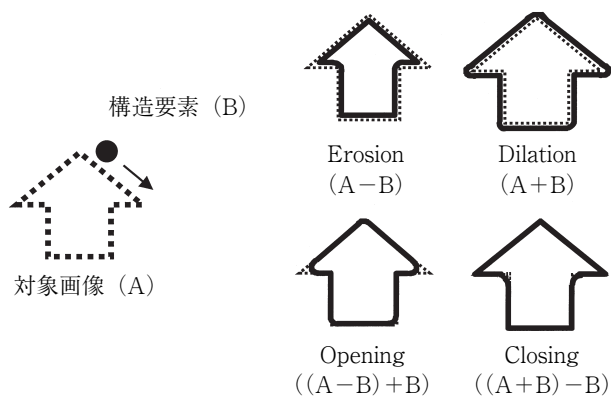 構造要素（B）
対象画像（A）
Erosion
(A－B)
Dilation
(A＋B)
Opening
((A－B)＋B)
Closing
((A＋B)－B)